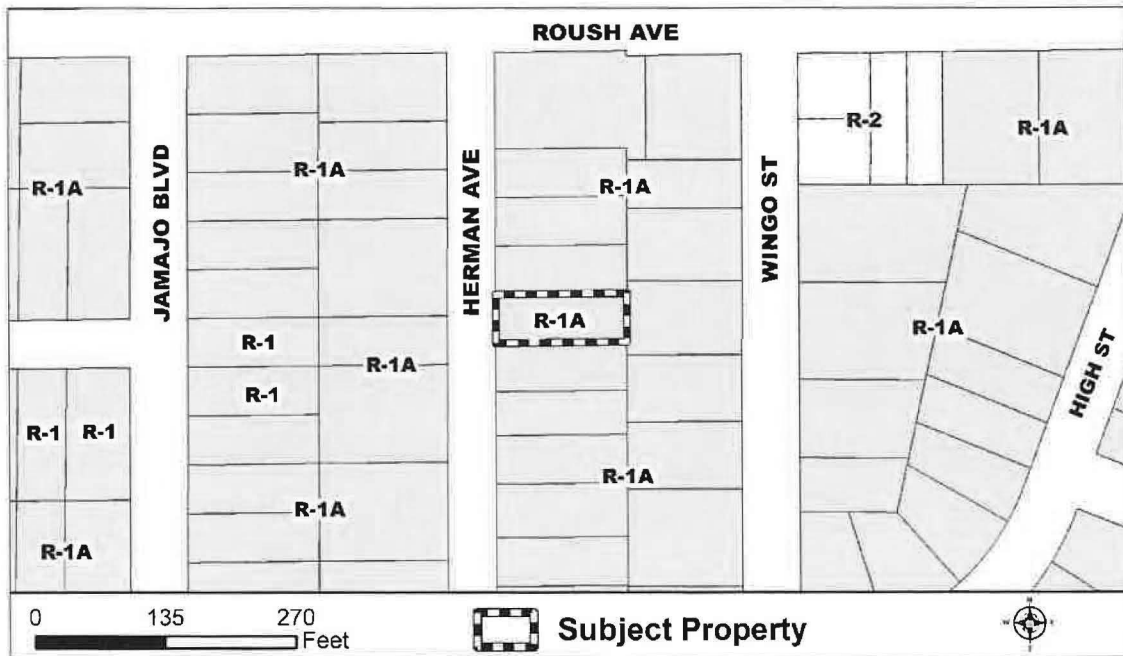 ROUSH AVE
R-2
R-1A
R-1A
R-1A
R-1A
JAMAJO BLVD
HERMAN AVE
WINGO ST
R-1A
R-1A
R-1
R-1A
R-1
HIGH ST
R-1
R-1
R-1A
R-1A
R-1A
0 135 270
Feet
Subject Property
N
W
E
S